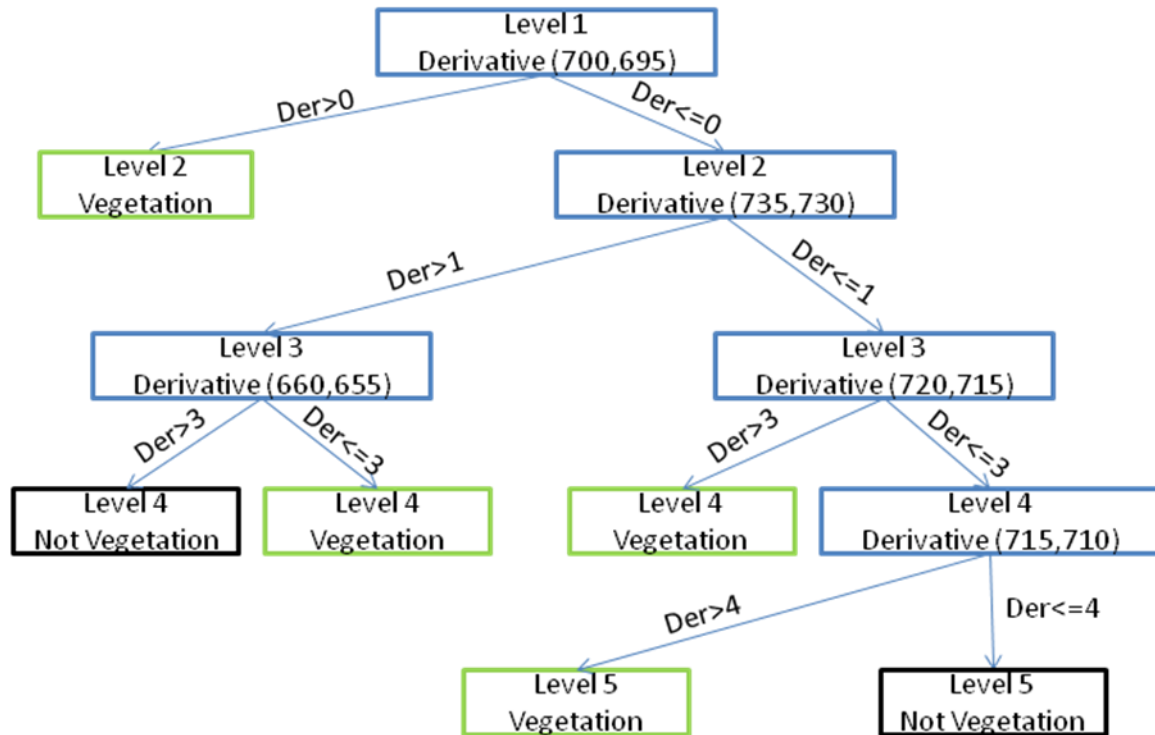 Level 1
Derivative (700,695)
Der>0
Der<=0
Level 2
Vegetation
Level 2
Derivative (735,730)
Der>1
Der<=1
Level 3
Derivative (660,655)
Level 3
Derivative (720,715)
Der>3
Der<=3
Der>3
Der<=3
Level 4
Not Vegetation
Level 4
Vegetation
Level 4
Vegetation
Level 4
Derivative (715,710)
Der>4
Der<=4
Level 5
Vegetation
Level 5
Not Vegetation